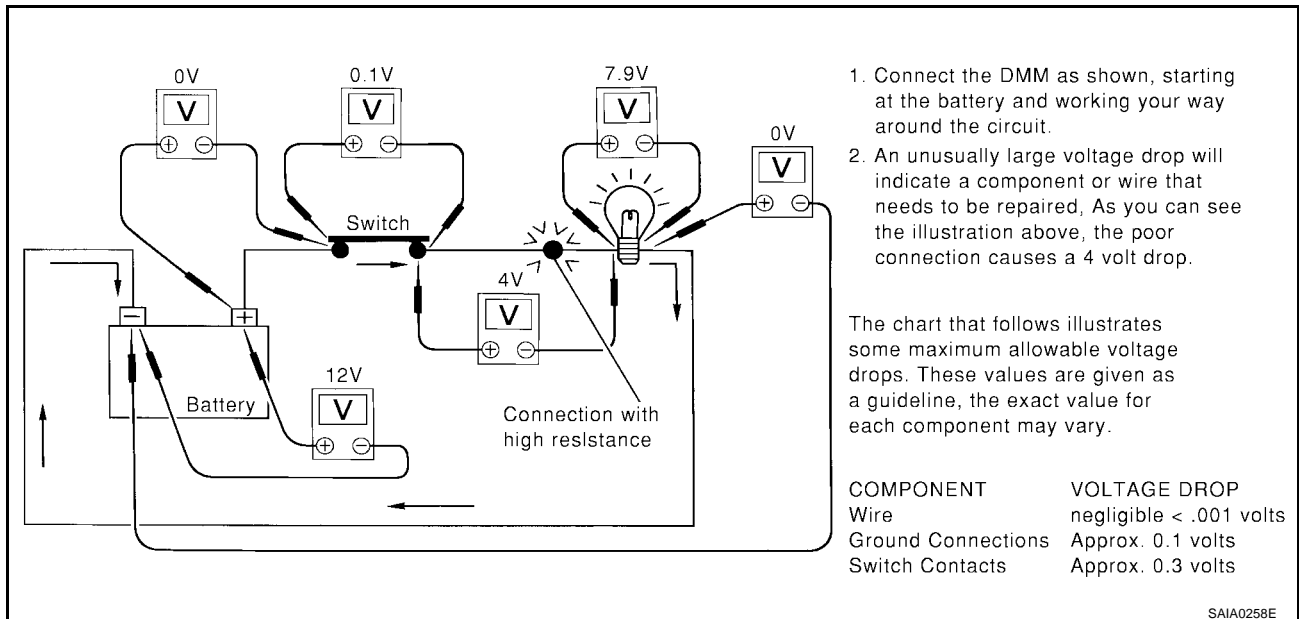 0V
0.1V
7.9V
0V
V
V
V
V
+ −
+ −
+ −
+ −
Switch
4V
V
+ −
− +
Battery
12V
V
+ −
Connection with
high reslstance
1. Connect the DMM as shown, starting
at the battery and working your way
around the circuit.
2. An unusually large voltage drop will
indicate a component or wire that
needs to be repaired, As you can see
the illustration above, the poor
connection causes a 4 volt drop.
The chart that follows illustrates
some maximum allowable voltage
drops. These values are given as
a guideline, the exact value for
each component may vary.
COMPONENT VOLTAGE DROP
Wire negligible < .001 volts
Ground Connections Approx. 0.1 volts
Switch Contacts Approx. 0.3 volts
SAIA0258E